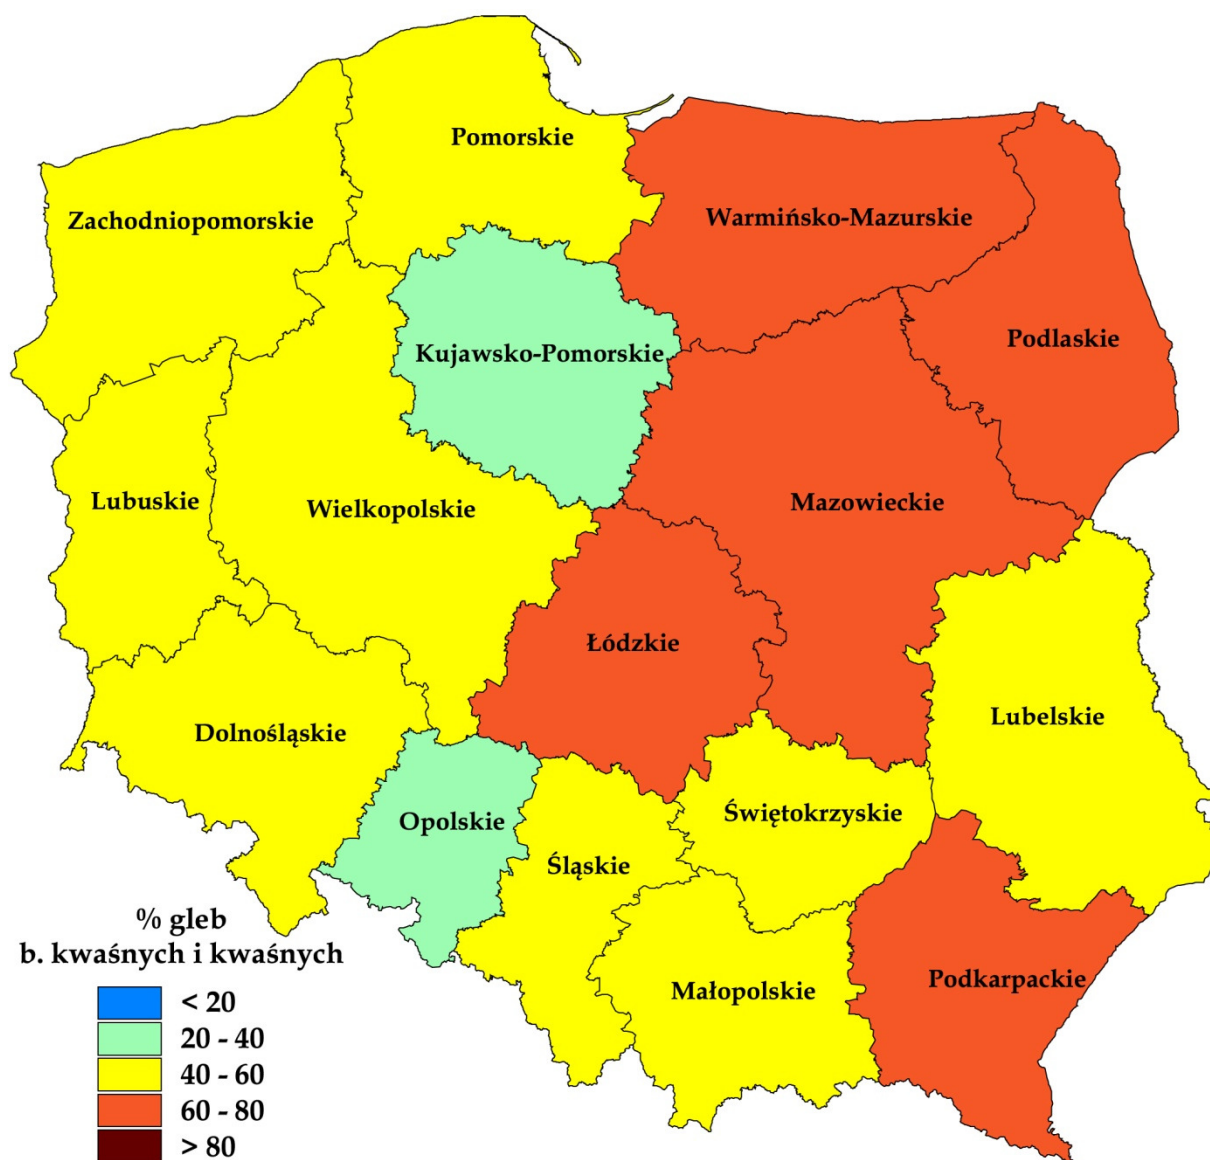 Pomorskie
Zachodniopomorskie
Warmińsko-Mazurskie
Podlaskie
Kujawsko-Pomorskie
Lubuskie
Wielkopolskie
Mazowieckie
Łódzkie
Lubelskie
Dolnośląskie
Opolskie
Świętokrzyskie
Śląskie
Małopolskie
Podkarpackie
% gleb
b. kwaśnych i kwaśnych
< 20
20 - 40
40 - 60
60 - 80
> 80